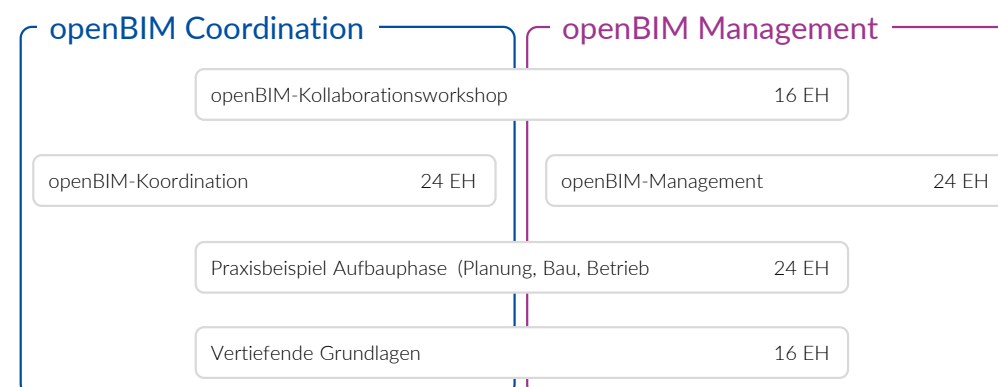 openBIM Coordination
openBIM Management
openBIM-Kollaborationsworkshop 16 EH
openBIM-Koordination 24 EH
openBIM-Management 24 EH
Praxisbeispiel Aufbauphase (Planung, Bau, Betrieb 24 EH
Vertiefende Grundlagen 16 EH